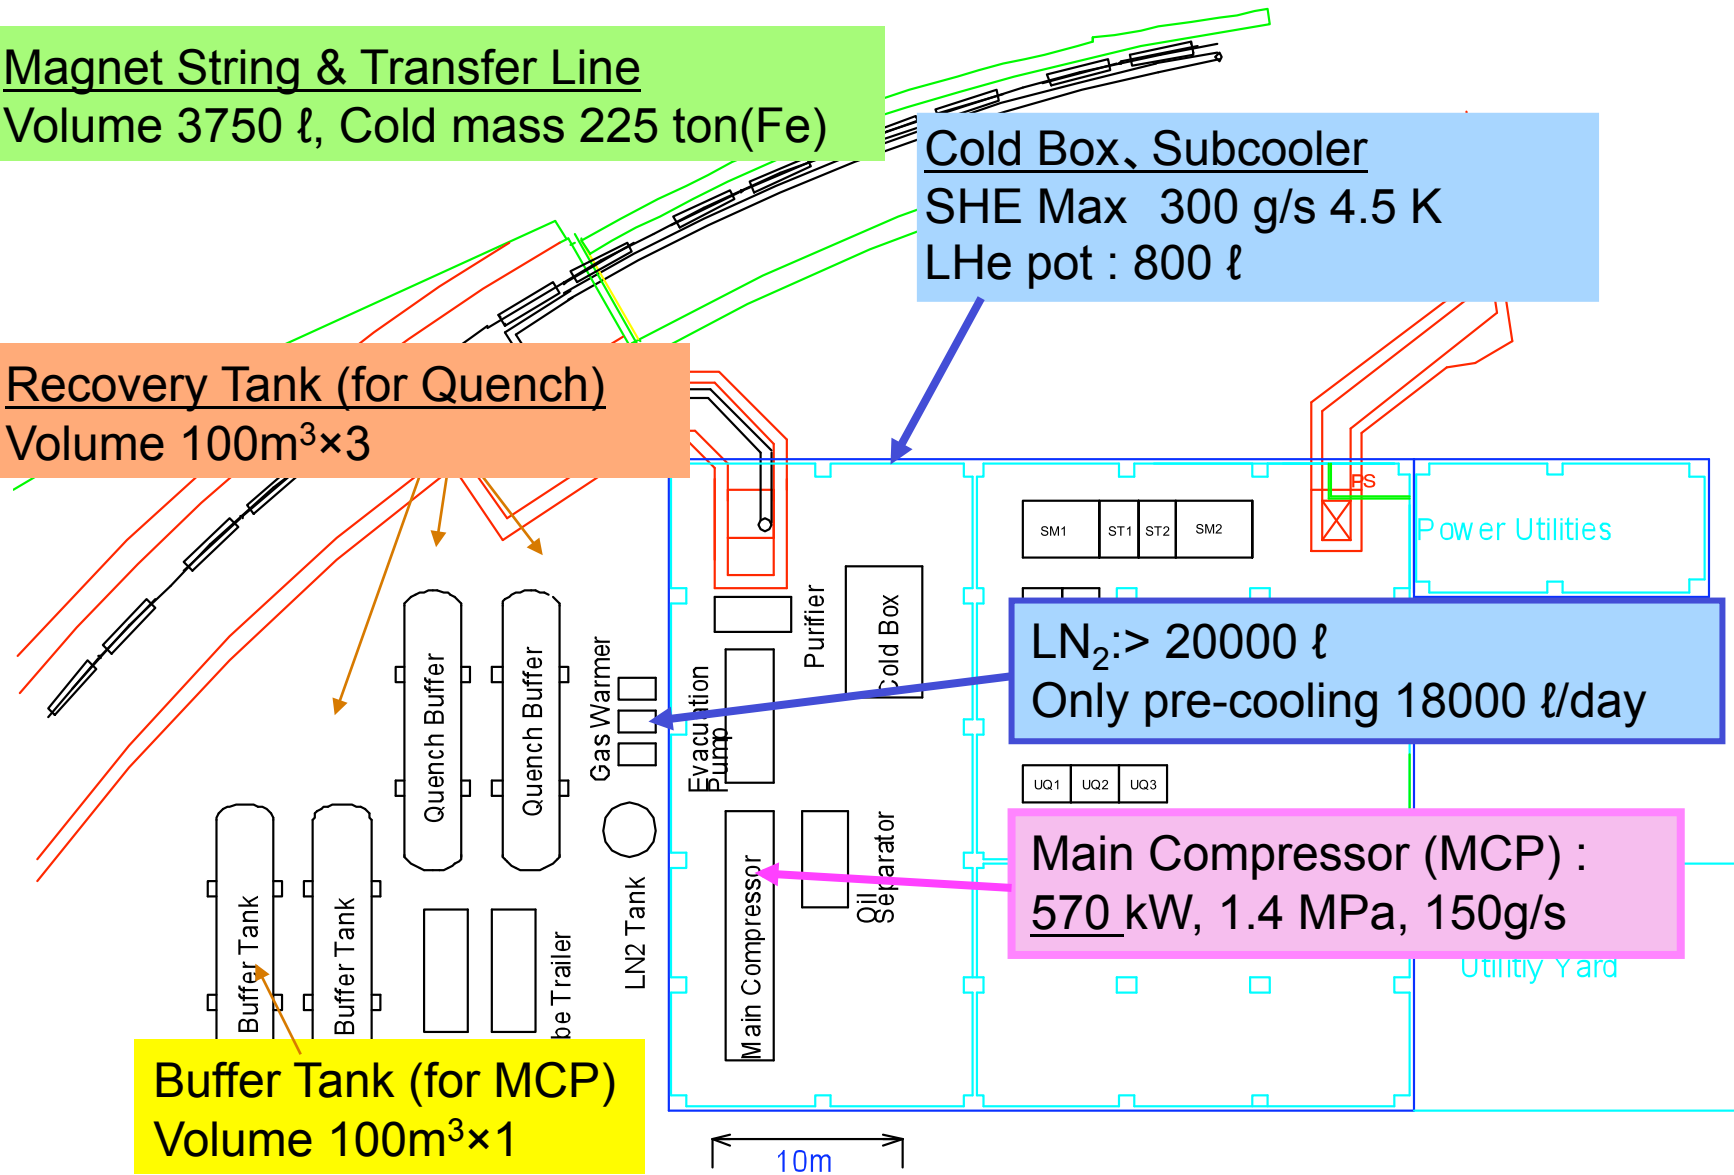 Magnet String & Transfer Line
Volume 3750 ℓ, Cold mass 225 ton(Fe)
Cold Box、Subcooler
SHE Max 300 g/s 4.5 K
LHe pot : 800 ℓ
Recovery Tank (for Quench)
Volume 100m³×3
PS
SM1
ST1
ST2
SM2
Power Utilities
Purifier
Cold Box
LN₂:> 20000 ℓ
Only pre-cooling 18000 ℓ/day
Quench Buffer
Quench Buffer
Gas Warmer
Evacuation
Pump
UQ1
UQ2
UQ3
Main Compressor (MCP) :
570 kW, 1.4 MPa, 150g/s
Utilitiy Yard
Oil
Separator
Main Compressor
LN2 Tank
be Trailer
Buffer Tank
Buffer Tank
Buffer Tank (for MCP)
Volume 100m³×1
10m